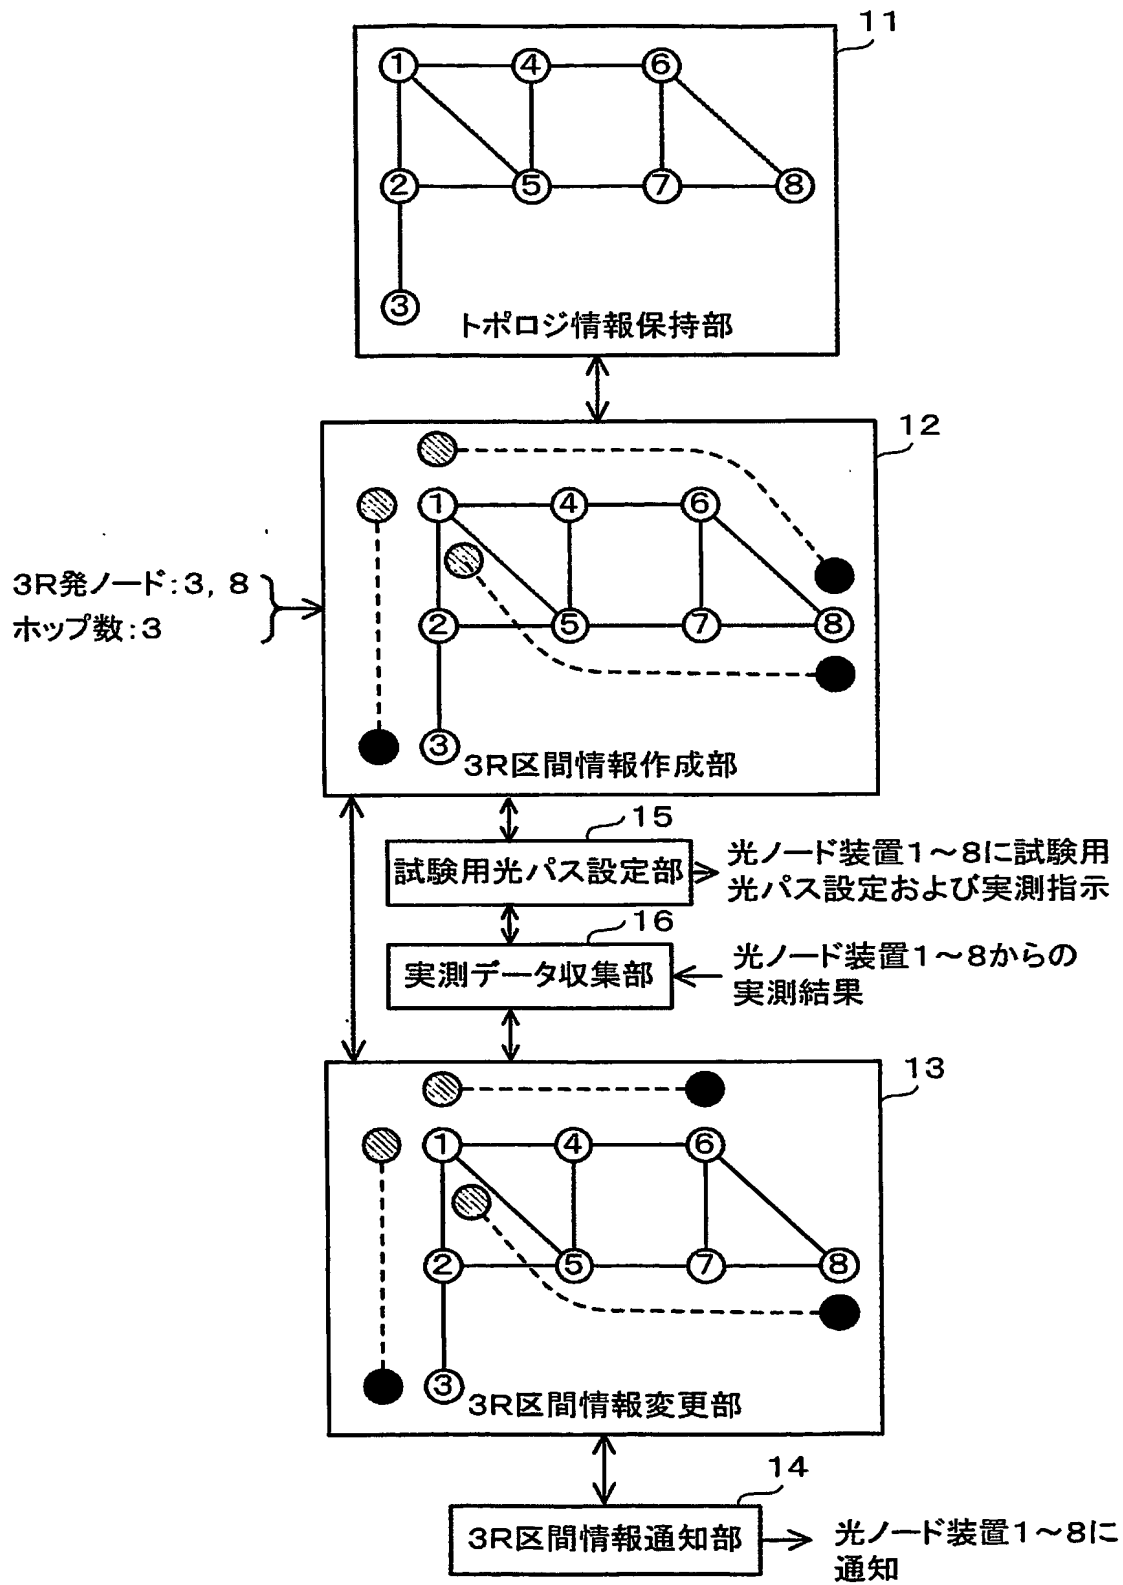 11
①
④
⑥
②
⑤
⑦
⑧
③
トポロジ情報保持部
12
①
④
⑥
3R発ノード：3，8
ホップ数：3
②
⑤
⑦
⑧
③
3R区間情報作成部
15
試験用光パス設定部
光ノード装置1～8に試験用
光パス設定および実測指示
16
実測データ収集部
光ノード装置1～8からの
実測結果
13
①
④
⑥
②
⑤
⑦
⑧
③
3R区間情報変更部
14
3R区間情報通知部
光ノード装置1～8に
通知